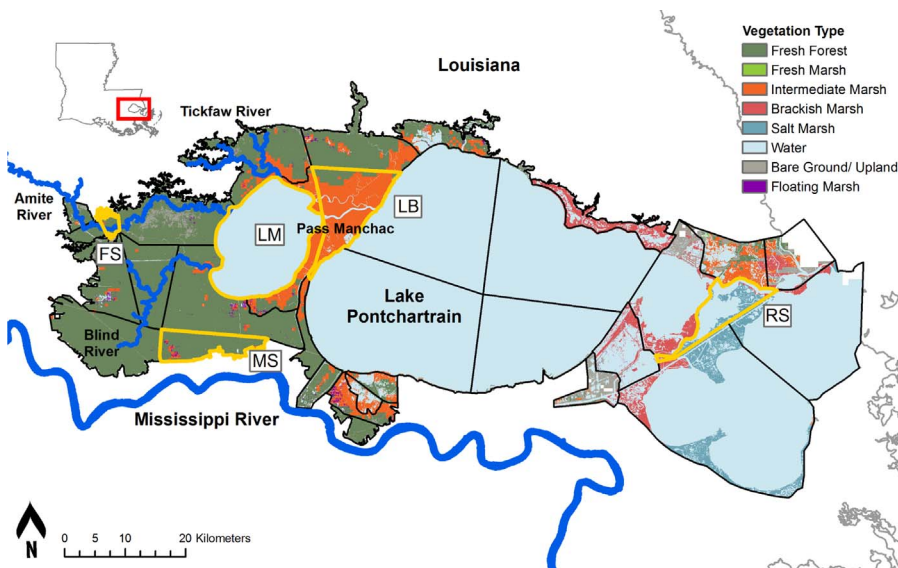 Louisiana
Tickfaw River
Amite
River
FS
LM
LB
Pass Manchac
Lake
Pontchartrain
RS
Blind
River
MS
Mississippi River
Vegetation Type
Fresh Forest
Fresh Marsh
Intermediate Marsh
Brackish Marsh
Salt Marsh
Water
Bare Ground/ Upland
Floating Marsh
N
0 5 10 20 Kilometers